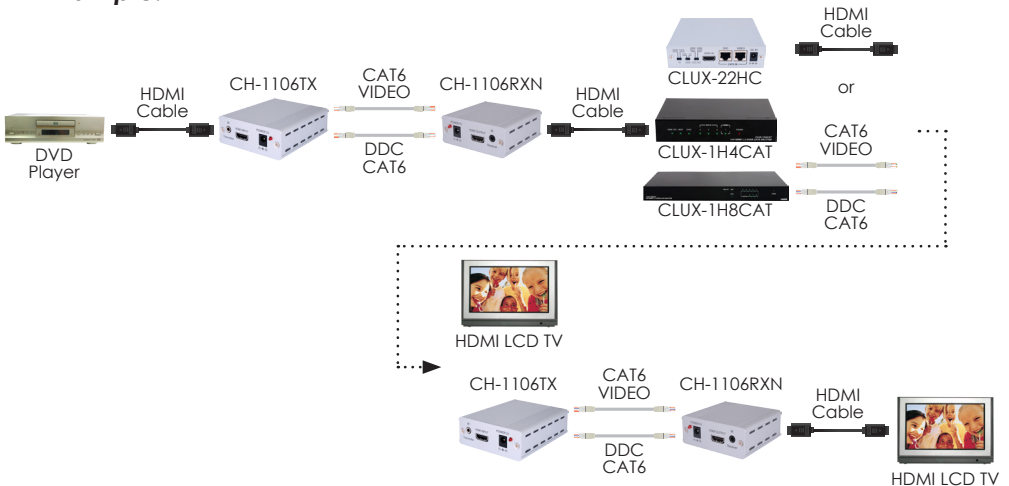 HDMI
Cable
CLUX-22HC
or
CH-1106TX
CAT6
VIDEO
CH-1106RXN
HDMI
Cable
HDMI
Cable
DDC
CAT6
DVD
Player
CLUX-1H4CAT
CAT6
VIDEO
CLUX-1H8CAT
DDC
CAT6
HDMI LCD TV
CH-1106TX
CAT6
VIDEO
CH-1106RXN
HDMI
Cable
DDC
CAT6
HDMI LCD TV